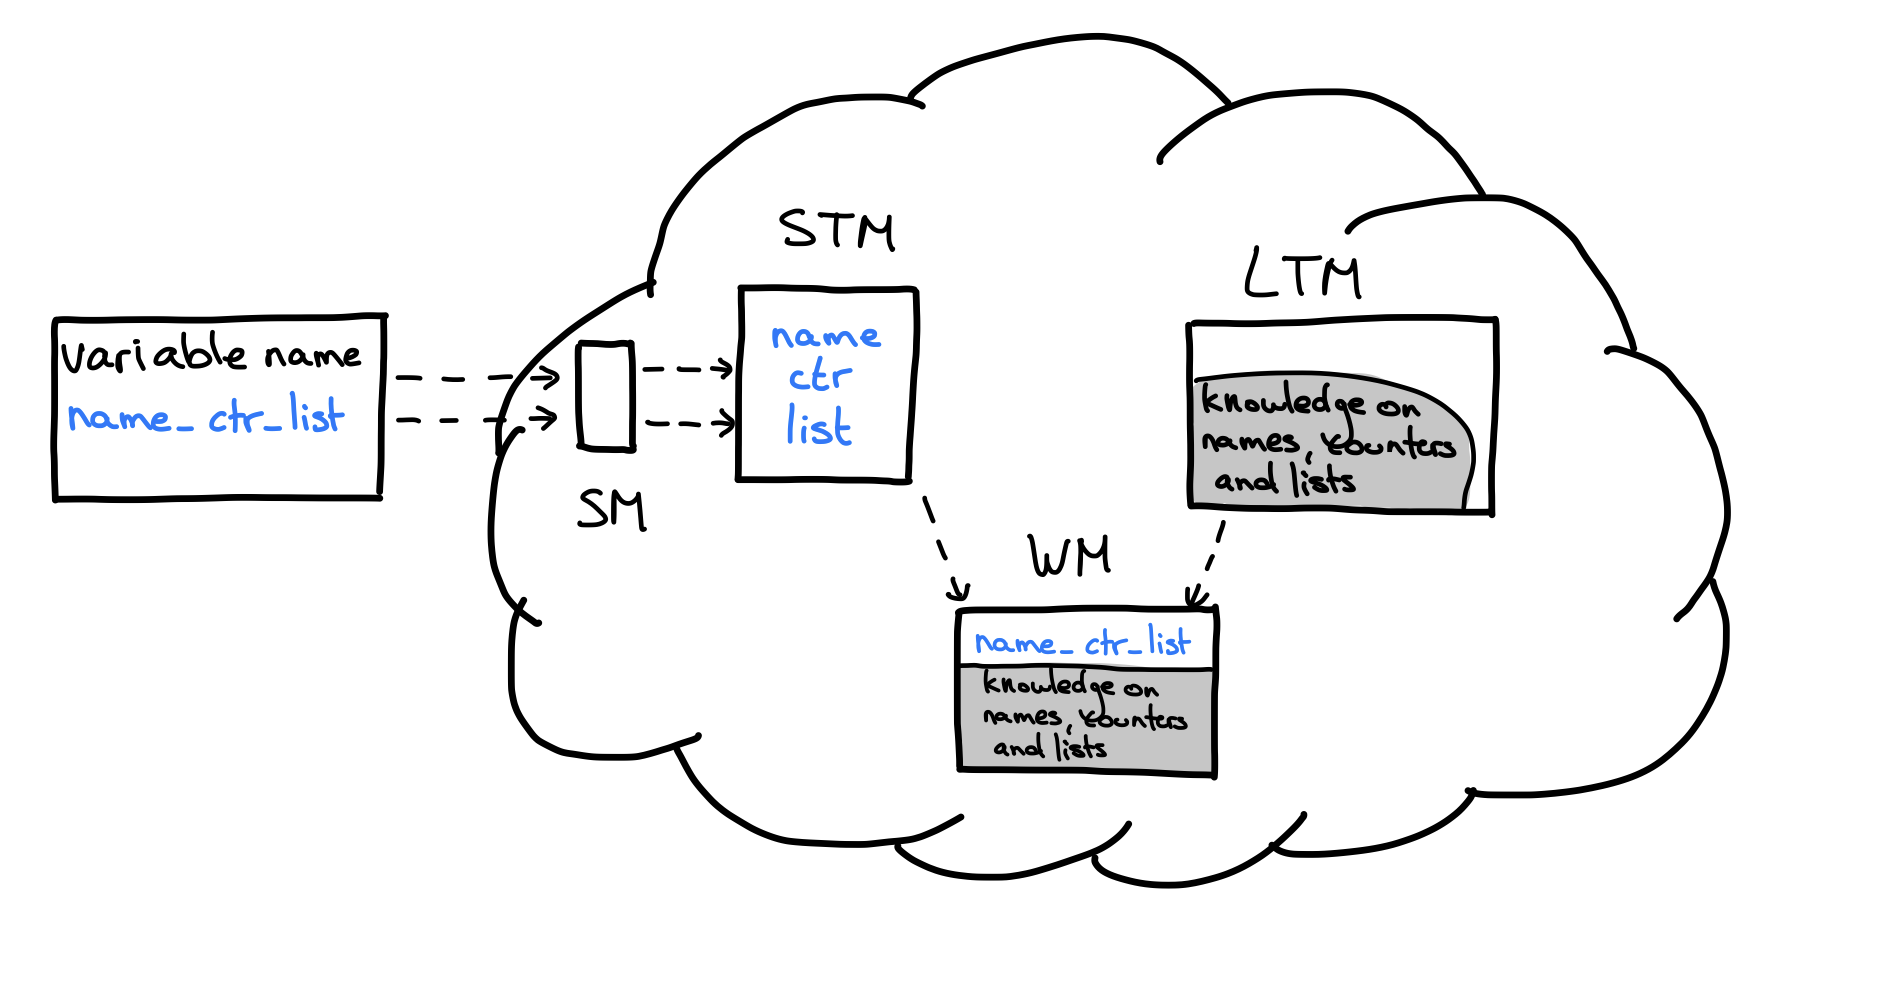 STM
LTM
variable name
name_ctr_list
name
ctr
list
SM
knowledge on
names, counters
and lists
WM
name_ctr_list
knowledge on
names, counters
and lists